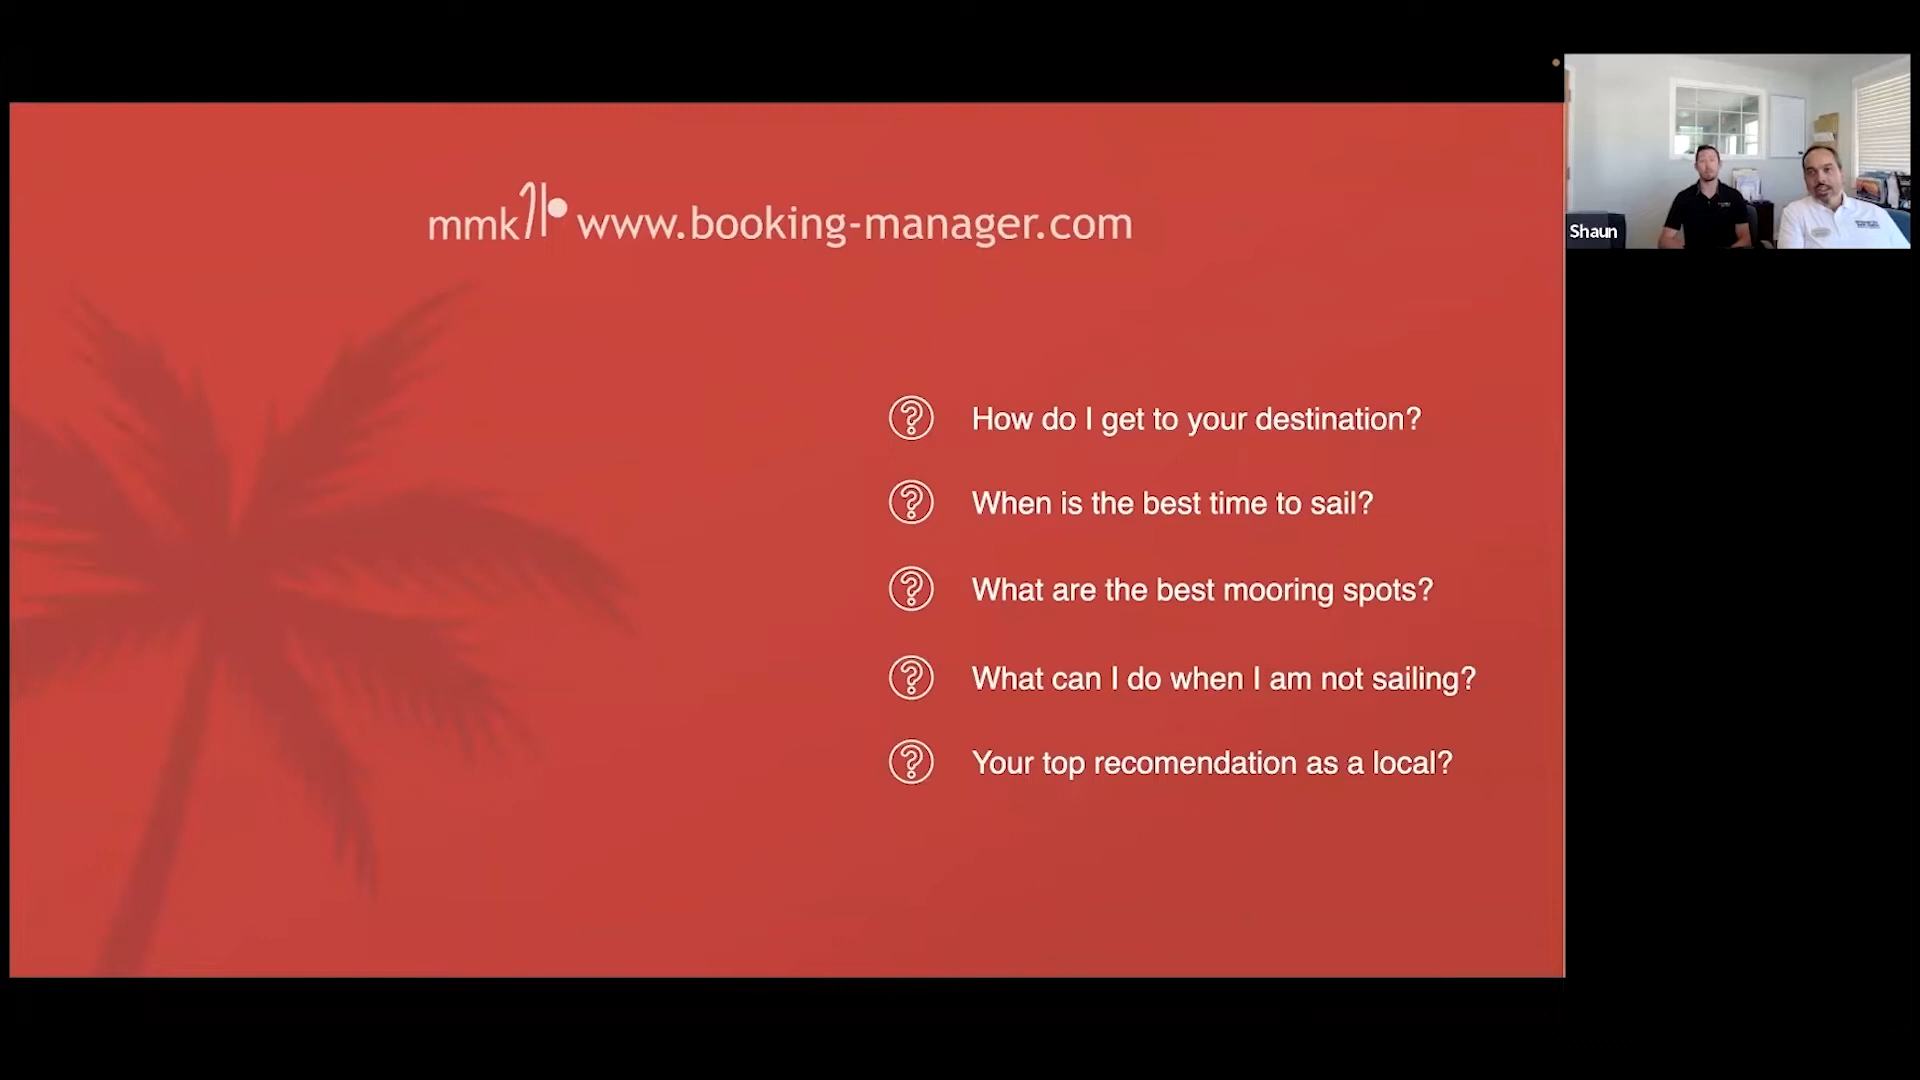 mmk www.booking-manager.com
How do I get to your destination?
When is the best time to sail?
What are the best mooring spots?
What can I do when I am not sailing?
Your top recomendation as a local?
Shaun